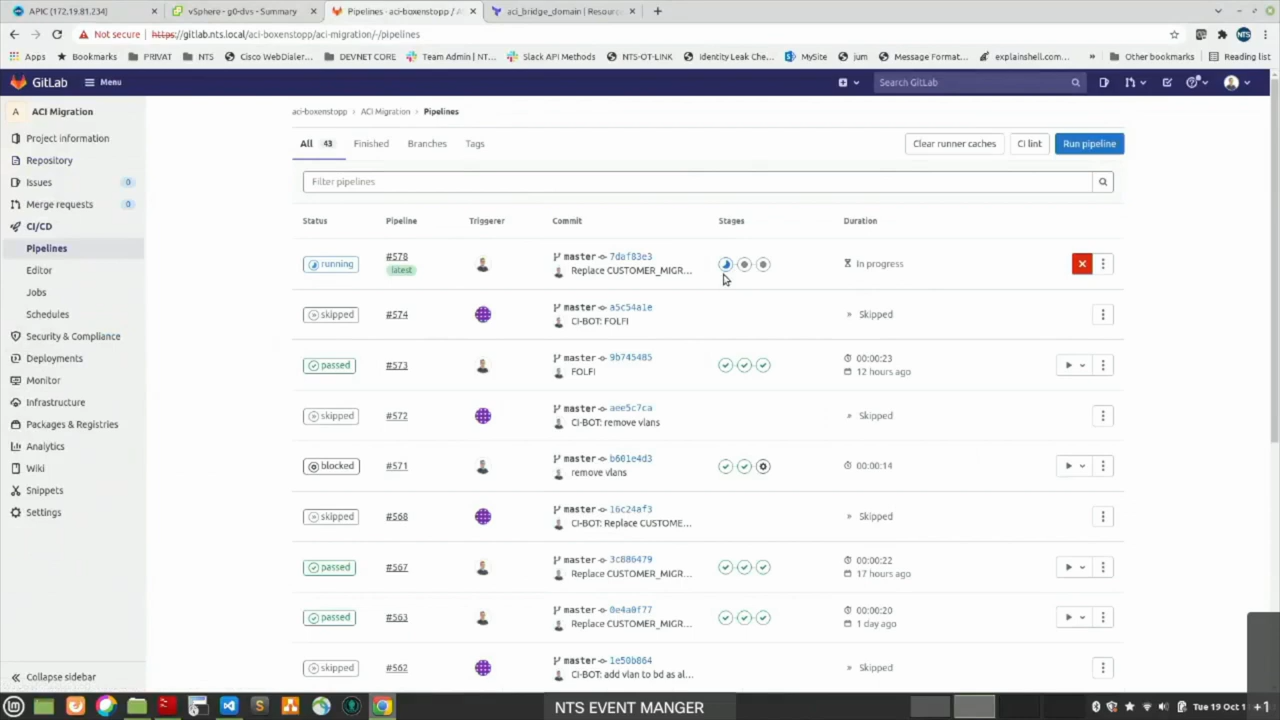 APIC (172.19.81.234)
vSphere - g0-dvs - Summary
Pipelines - aci-boxenstopp / A
aci_bridge_domain | Resourc
Not secure
https://gitlab.nts.local/aci-boxenstopp/aci-migration/-/pipelines
Apps
Bookmarks
PRIVAT
NTS
Cisco WebDialer...
DEVNET CORE
Team Admin | NT...
Slack API Methods
NTS-OT-LINK
Identity Leak Che...
MySite
jum
Message Format...
explainshell.com...
»
Other bookmarks
Reading list
GitLab
Menu
Search GitLab
A
ACI Migration
Project information
Repository
Issues
0
Merge requests
0
CI/CD
Pipelines
Editor
Jobs
Schedules
Security & Compliance
Deployments
Monitor
Infrastructure
Packages & Registries
Analytics
Wiki
Snippets
Settings
Collapse sidebar
aci-boxenstopp › ACI Migration › Pipelines
All 43
Finished
Branches
Tags
Clear runner caches
CI lint
Run pipeline
Filter pipelines
Status Pipeline Triggerer Commit Stages Duration
running #578 master 7daf83e3 In progress
latest Replace CUSTOMER_MIGR...
skipped #574 master a5c54a1e Skipped
CI-BOT: FOLFI
passed #573 master 9b745485 00:00:23
FOLFI 12 hours ago
skipped #572 master aee5c7ca Skipped
CI-BOT: remove vlans
blocked #571 master b601e4d3 00:00:14
remove vlans
skipped #568 master 16c24af3 Skipped
CI-BOT: Replace CUSTOME...
passed #567 master 3c886479 00:00:22
Replace CUSTOMER_MIGR... 17 hours ago
passed #563 master 0e4a0f77 00:00:20
Replace CUSTOMER_MIGR... 1 day ago
skipped #562 master 1e50b864 Skipped
CI-BOT: add vlan to bd as al...
NTS EVENT MANGER
Tue 19 Oct 1
+1